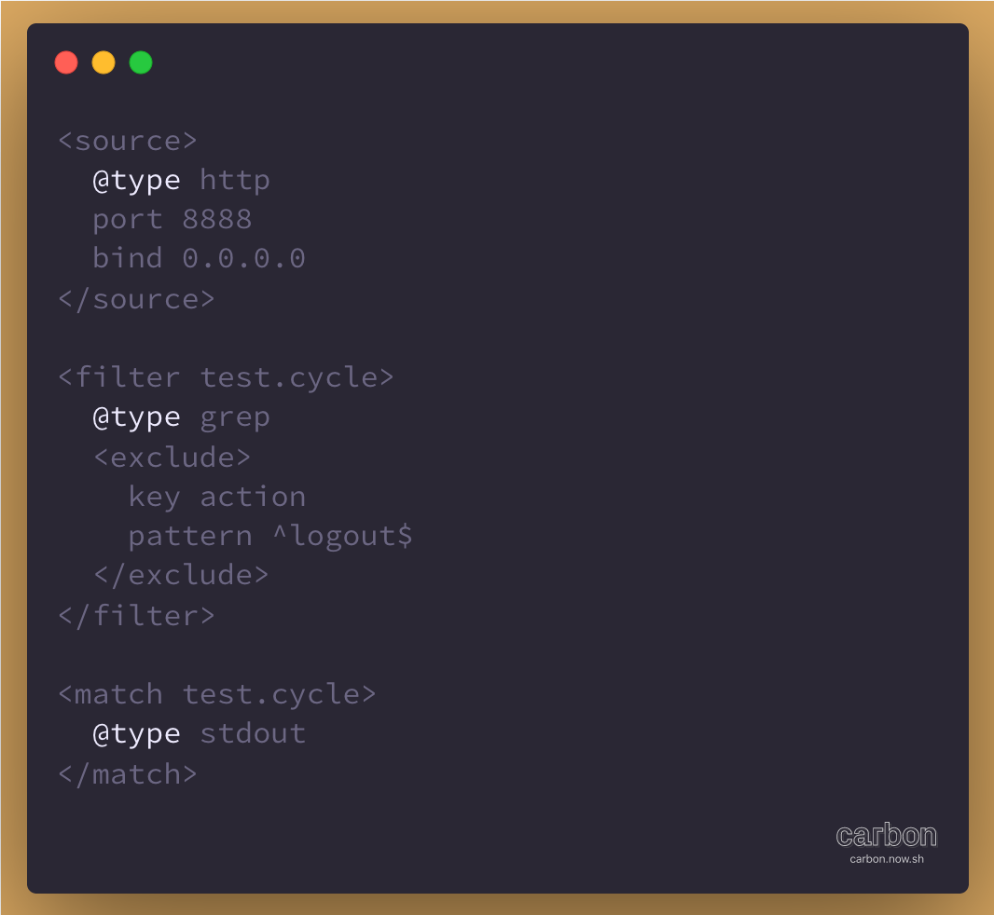 <source>
  @type http
  port 8888
  bind 0.0.0.0
</source>

<filter test.cycle>
  @type grep
  <exclude>
    key action
    pattern ^logout$
  </exclude>
</filter>

<match test.cycle>
  @type stdout
</match>
carbon
carbon.now.sh